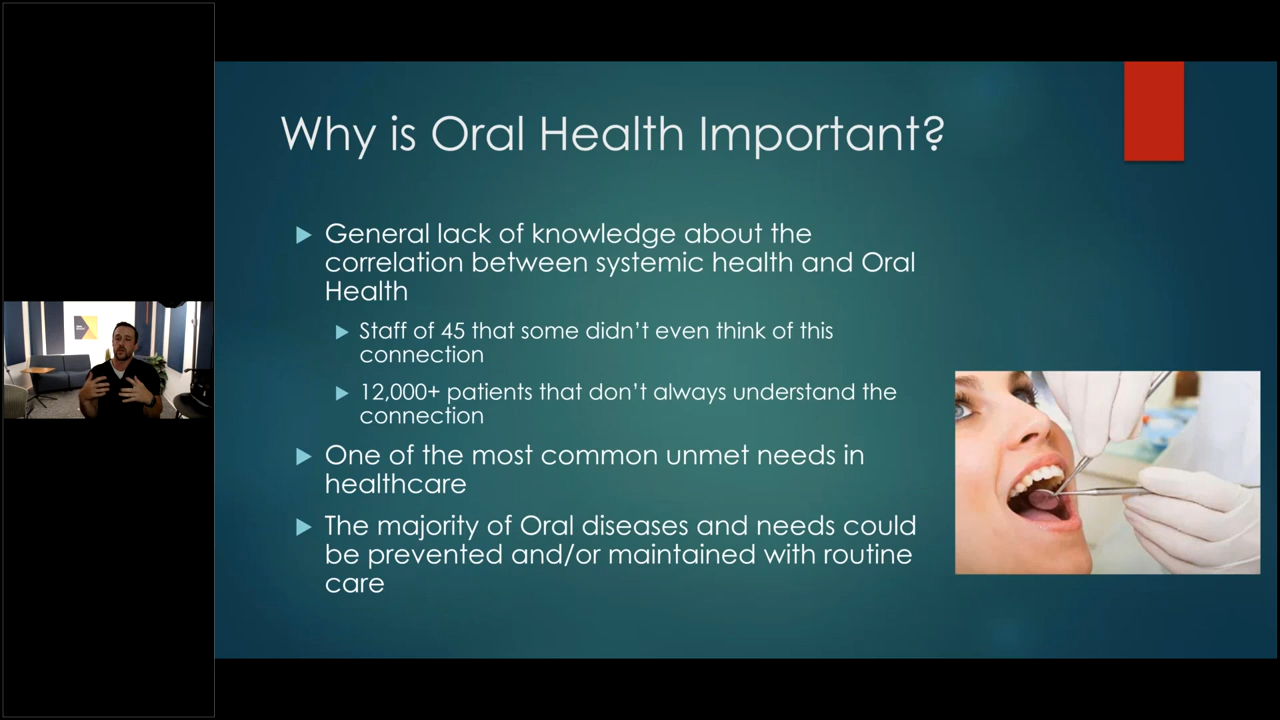 Why is Oral Health Important?
General lack of knowledge about the
correlation between systemic health and Oral
Health
Staff of 45 that some didn't even think of this
connection
12,000+ patients that don't always understand the
connection
One of the most common unmet needs in
healthcare
The majority of Oral diseases and needs could
be prevented and/or maintained with routine
care